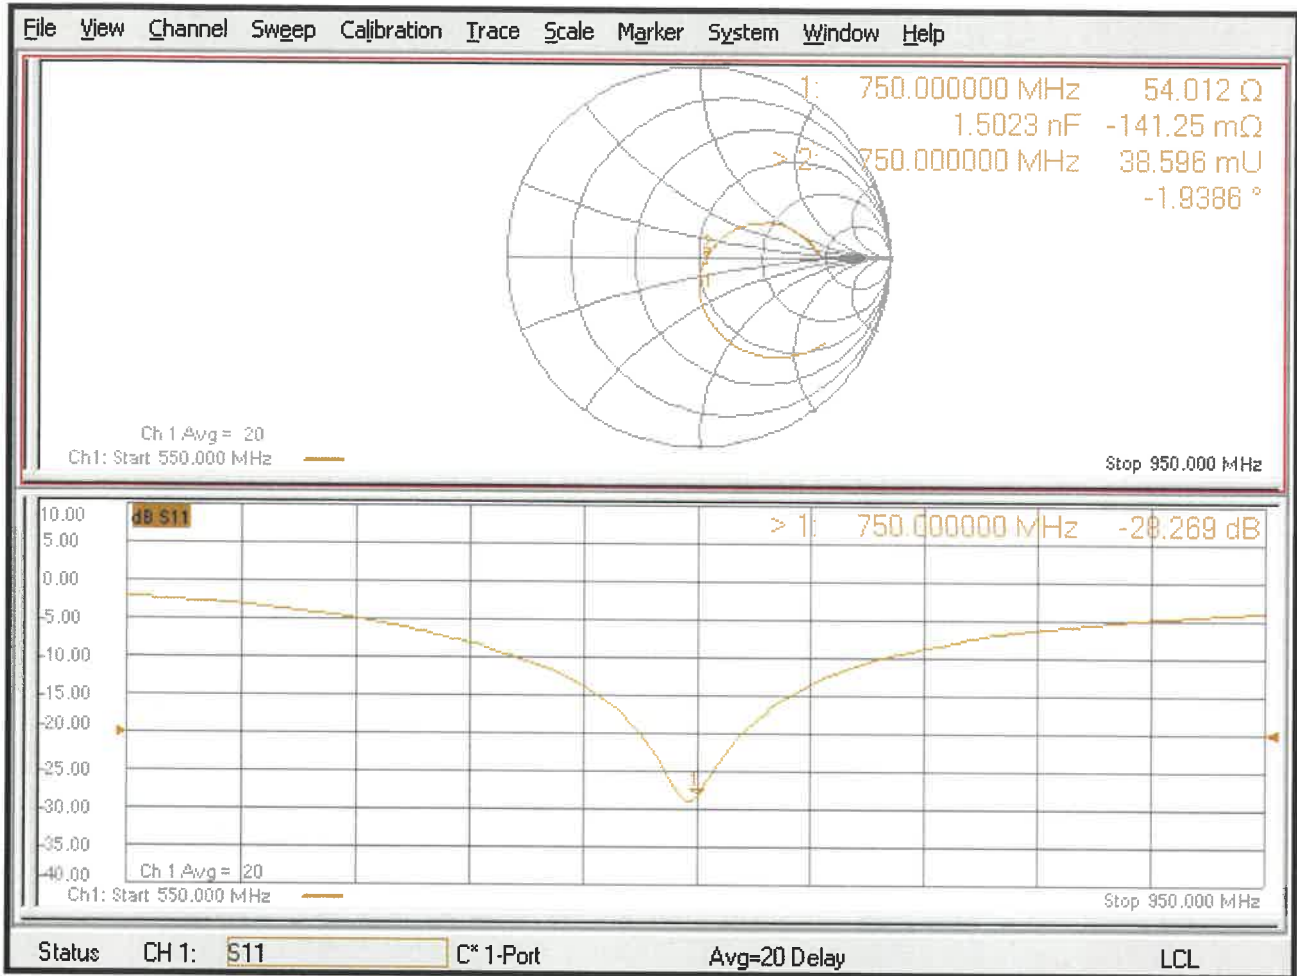 File View Channel Sweep Calibration Trace Scale Marker System Window Help
1: 750.000000 MHz 54.012 Ω
1.5023 nF -141.25 mΩ
> 2: 750.000000 MHz 38.596 mU
-1.9386 °
Ch 1 Avg = 20
Ch1: Start 550.000 MHz
Stop 950.000 MHz
10.00
dB S11
> 1: 750.000000 MHz -28.269 dB
5.00
0.00
-5.00
-10.00
-15.00
-20.00
-25.00
1
-30.00
-35.00
-40.00
Ch 1 Avg = 20
Ch1: Start 550.000 MHz
Stop 950.000 MHz
Status CH 1: S11 C* 1-Port Avg=20 Delay LCL